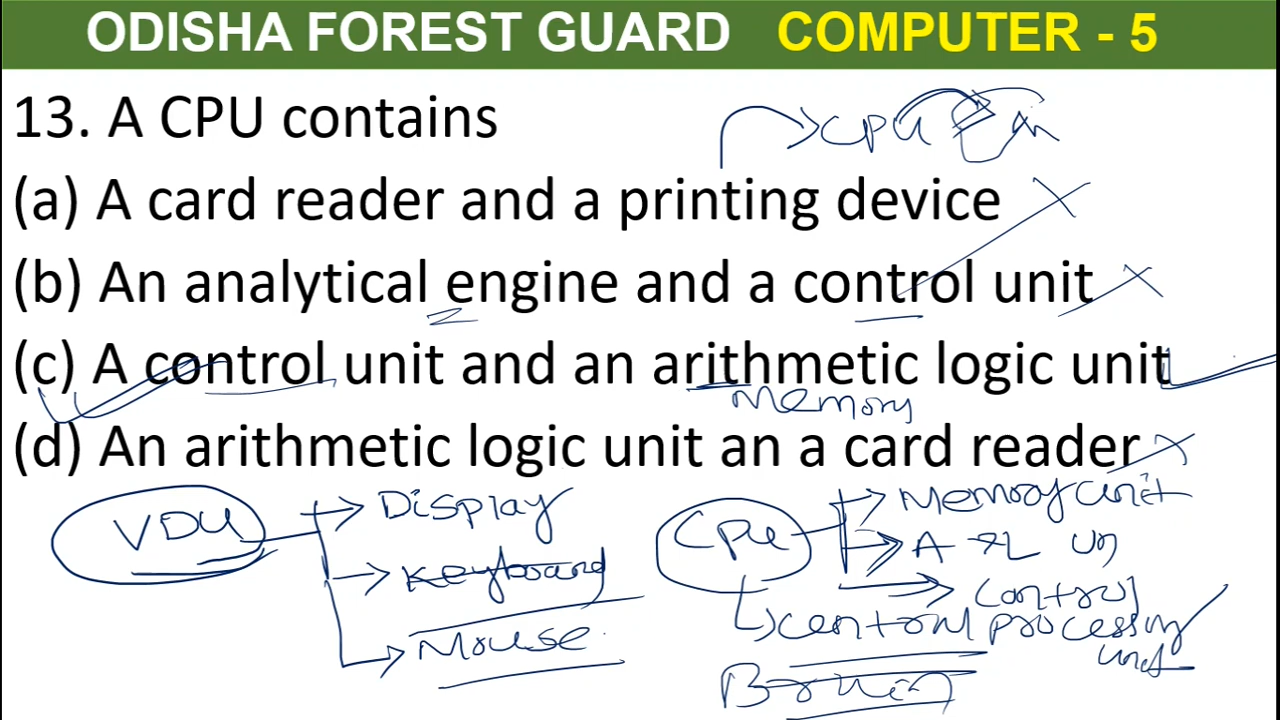 ODISHA FOREST GUARD COMPUTER - 5
13. A CPU contains
cpu
(a) A card reader and a printing device
(b) An analytical engine and a control unit
(c) A control unit and an arithmetic logic unit
Memory
(d) An arithmetic logic unit an a card reader
VDU Display CPU Memory unit
Keyboard A
Mouse Control
central processing
unit